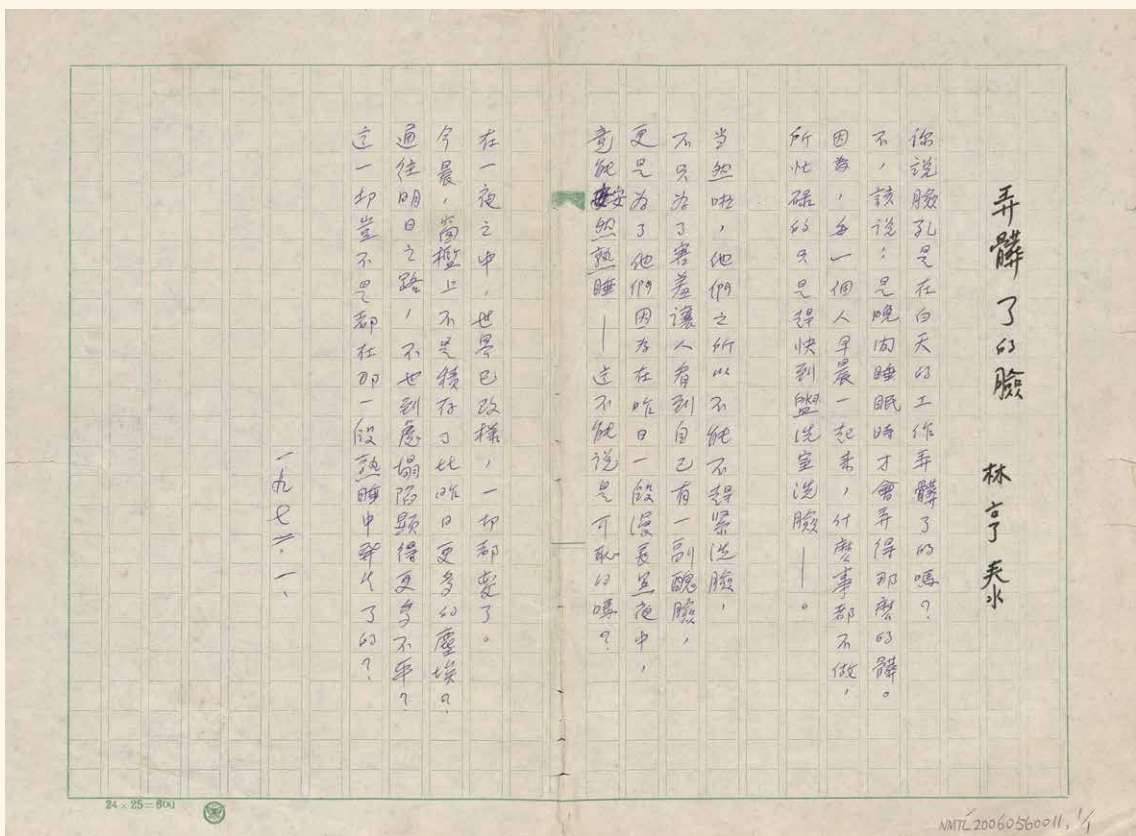 弄髒了的臉　林亨泰
你說臉孔是在白天的工作弄髒了的嗎？
不，該說：是晚間睡眠時才會弄得那麼的髒。
因為，每一個人早晨一起来，什麼事都不做，
所忙碌的只是趕快到盥洗室洗臉——。
当然啦，他們之所以不能不趕緊洗臉，
不只為了害羞讓人看到自己有一副醜臉，
更是为了他們因为在昨日一段漫長黑夜中，
竟能安然熟睡——这不能说是可恥的嗎？
在一夜之中，世界已改樣，一切都変了。
今晨，窗檻上不是積存了比昨日更多的塵埃？
通往明日之路，不也到處塌陷顯得更多不平？
这一切豈不是都在那一段熟睡中發生了的？
一九七二．一．
24×25=600
NMTL20060560011, 1/1